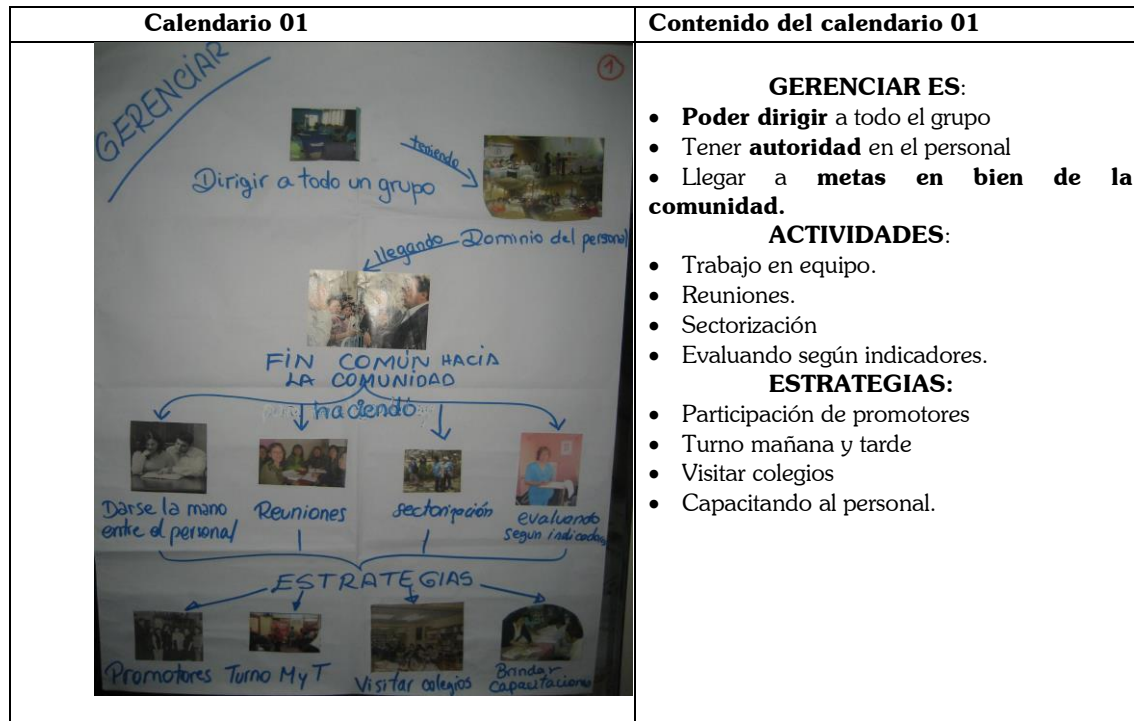 Calendario 01
Contenido del calendario 01
GERENCIAR
1
Dirigir a todo un grupo
teniendo
Dominio del personal
llegando
FIN COMÚN HACIA
LA COMUNIDAD
haciendo
Darse la mano
entre el personal
Reuniones
sectorización
evaluando
segun indicadores
ESTRATEGIAS
Promotores
Turno M y T
Visitar colegios
Brindar
Capacitaciones
GERENCIAR ES:
• Poder dirigir a todo el grupo
• Tener autoridad en el personal
• Llegar a metas en bien de la
comunidad.
ACTIVIDADES:
• Trabajo en equipo.
• Reuniones.
• Sectorización
• Evaluando según indicadores.
ESTRATEGIAS:
• Participación de promotores
• Turno mañana y tarde
• Visitar colegios
• Capacitando al personal.